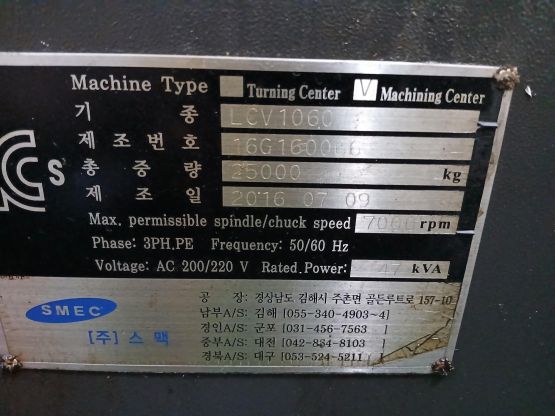 Machine Type Turning Center V Machining Center
기 종 LCV1060
제조번호
총중량 25000 kg
제조일 2016 07 09
Max. permissible spindle/chuck speed 7000 rpm
Phase: 3PH.PE Frequency: 50/60 Hz
Voltage: AC 200/220 V Rated.Power: 47 kVA
KCs
SMEC
[주] 스맥
공 장: 경상남도 김해시 주촌면 골든루트로 157-10
남부A/S: 김해 [055-340-4903~4]
경인A/S: 군포 [031-456-7563 ]
중부A/S: 대전 [042-834-8103 ]
경북A/S: 대구 [053-524-5211 ]